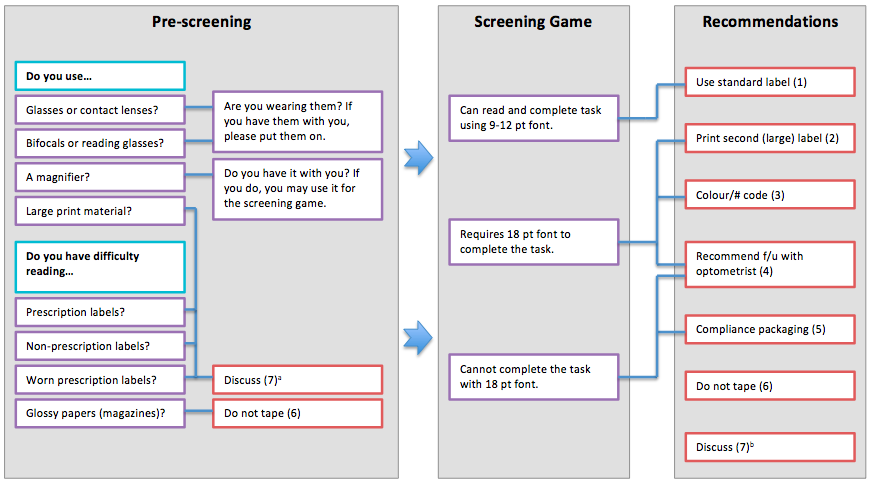 Pre-screening
Do you use...
Glasses or contact lenses?
Bifocals or reading glasses?
A magnifier?
Large print material?
Are you wearing them? If
you have them with you,
please put them on.
Do you have it with you? If
you do, you may use it for
the screening game.
Do you have difficulty
reading...
Prescription labels?
Non-prescription labels?
Worn prescription labels?
Glossy papers (magazines)?
Discuss (7)ᵃ
Do not tape (6)
Screening Game
Can read and complete task
using 9-12 pt font.
Requires 18 pt font to
complete the task.
Cannot complete the task
with 18 pt font.
Recommendations
Use standard label (1)
Print second (large) label (2)
Colour/# code (3)
Recommend f/u with
optometrist (4)
Compliance packaging (5)
Do not tape (6)
Discuss (7)ᵇ